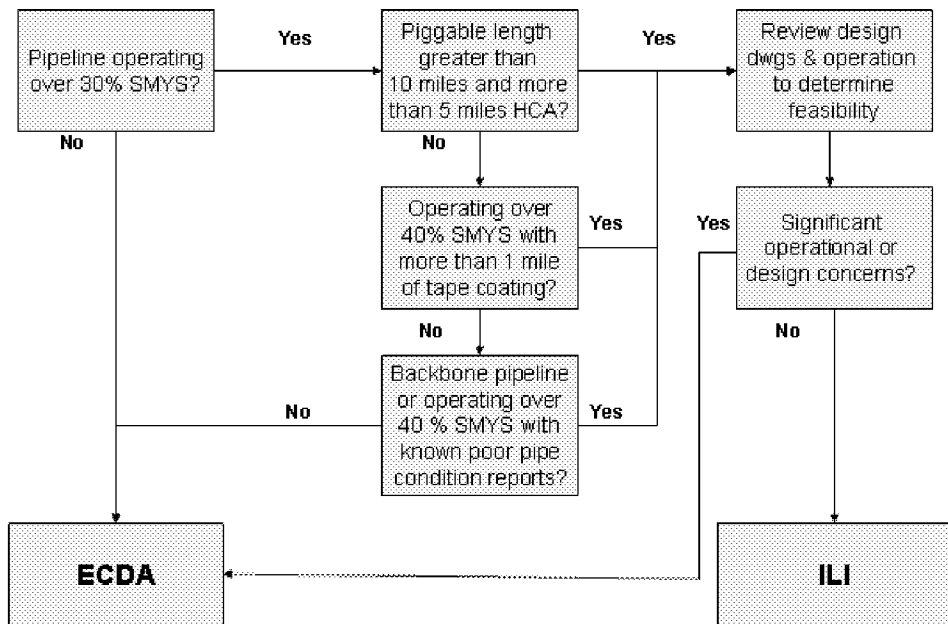 Pipeline operating
over 30% SMYS?
Yes
Piggable length
greater than
10 miles and more
than 5 miles HCA?
Yes
Review design
dwgs & operation
to determine
feasibility
No
No
Operating over
40% SMYS with
more than 1 mile
of tape coating?
Yes
Yes
Significant
operational or
design concerns?
No
No
Backbone pipeline
or operating over
40 % SMYS with
known poor pipe
condition reports?
No
Yes
ECDA
ILI